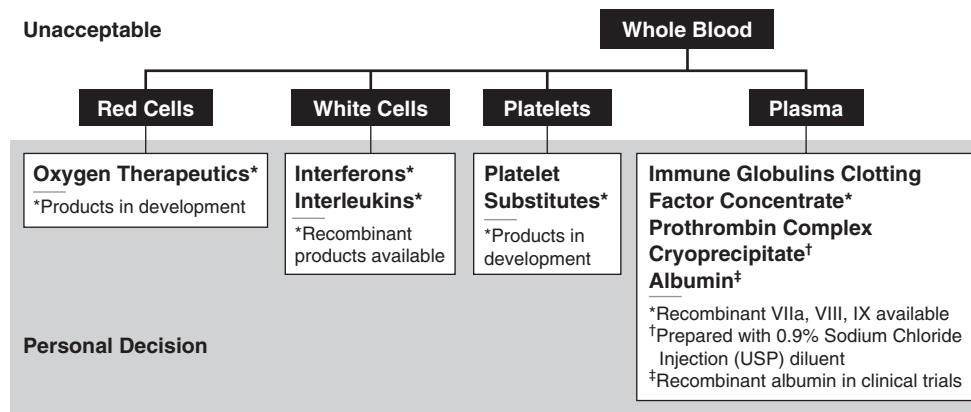 Unacceptable
Whole Blood
Red Cells
White Cells
Platelets
Plasma
Oxygen Therapeutics*
*Products in development
Interferons*
Interleukins*
*Recombinant
products available
Platelet
Substitutes*
*Products in
development
Immune Globulins Clotting
Factor Concentrate*
Prothrombin Complex
Cryoprecipitate†
Albumin‡
*Recombinant VIIa, VIII, IX available
†Prepared with 0.9% Sodium Chloride
Injection (USP) diluent
‡Recombinant albumin in clinical trials
Personal Decision